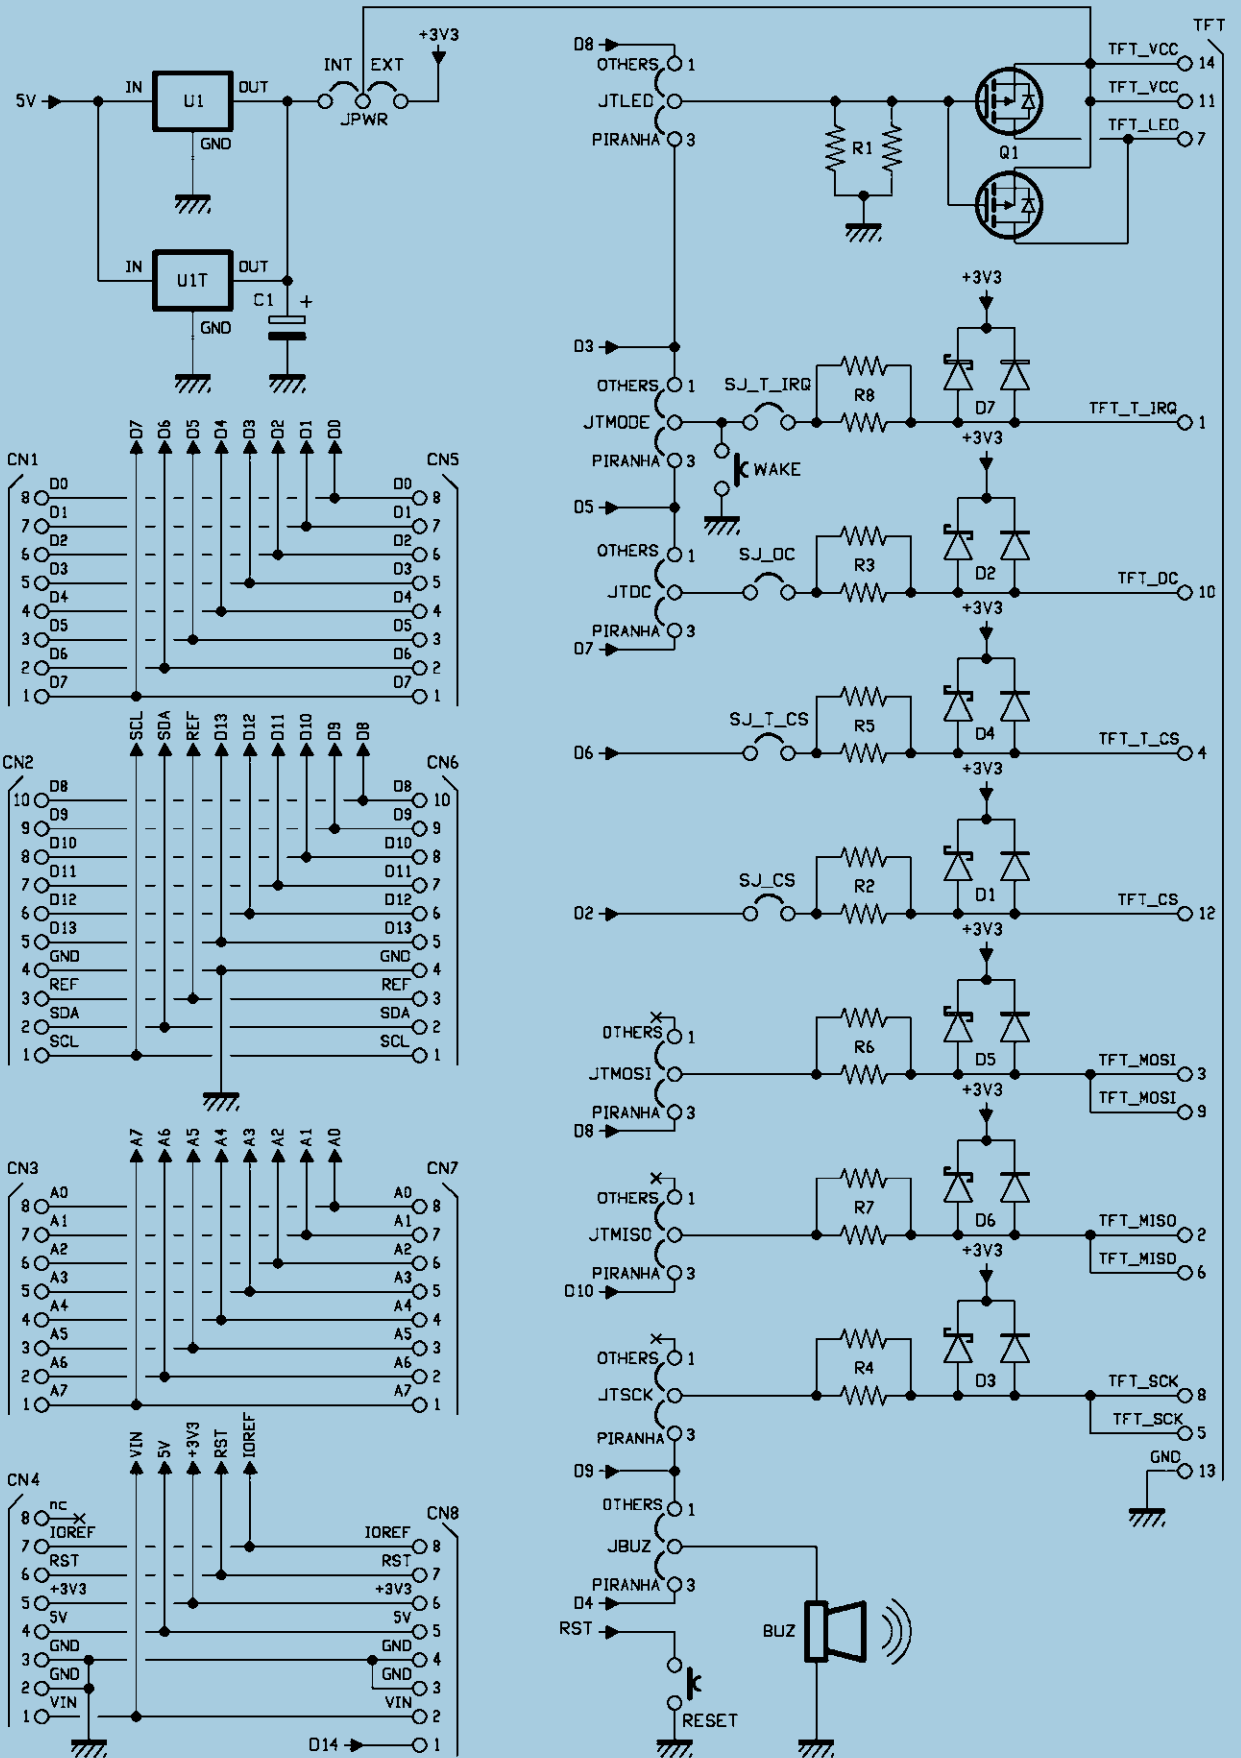 +3V3
INT EXT
5V
IN
U1
OUT
JPWR
GND
IN
U1T
OUT
C1 +
GND
D8
OTHERS 1
JTLED
PIRANHA 3
R1
Q1
TFT
TFT_VCC 14
TFT_VCC 11
TFT_LED 7
D3
OTHERS 1
JTMODE
PIRANHA 3
SJ_T_IRQ
WAKE
R8
+3V3
D7
TFT_T_IRQ 1
D5
OTHERS 1
JTDC
PIRANHA 3
D7
SJ_DC
R3
+3V3
D2
TFT_DC 10
D6
SJ_T_CS
R5
+3V3
D4
TFT_T_CS 4
D2
SJ_CS
R2
+3V3
D1
TFT_CS 12
OTHERS 1
JTMOSI
PIRANHA 3
D8
R6
+3V3
D5
TFT_MOSI 3
TFT_MOSI 9
OTHERS 1
JTMISO
PIRANHA 3
D10
R7
+3V3
D6
TFT_MISO 2
TFT_MISO 6
OTHERS 1
JTSCK
PIRANHA 3
R4
+3V3
D3
TFT_SCK 8
TFT_SCK 5
GND 13
D9
OTHERS 1
JBUZ
PIRANHA 3
D4
BUZ
RST
RESET
D7 D6 D5 D4 D3 D2 D1 D0
CN1 CN5
8 D0 D0 8
7 D1 D1 7
6 D2 D2 6
5 D3 D3 5
4 D4 D4 4
3 D5 D5 3
2 D6 D6 2
1 D7 D7 1
SCL SDA REF D13 D12 D11 D10 D9 D8
CN2 CN6
10 D8 D8 10
9 D9 D9 9
8 D10 D10 8
7 D11 D11 7
6 D12 D12 6
5 D13 D13 5
4 GND GND 4
3 REF REF 3
2 SDA SDA 2
1 SCL SCL 1
A7 A6 A5 A4 A3 A2 A1 A0
CN3 CN7
8 A0 A0 8
7 A1 A1 7
6 A2 A2 6
5 A3 A3 5
4 A4 A4 4
3 A5 A5 3
2 A6 A6 2
1 A7 A7 1
VIN 5V +3V3 RST IOREF
CN4 CN8
8 nc
7 IOREF IOREF 8
6 RST RST 7
5 +3V3 +3V3 6
4 5V 5V 5
3 GND GND 4
2 GND GND 3
1 VIN VIN 2
D14 1